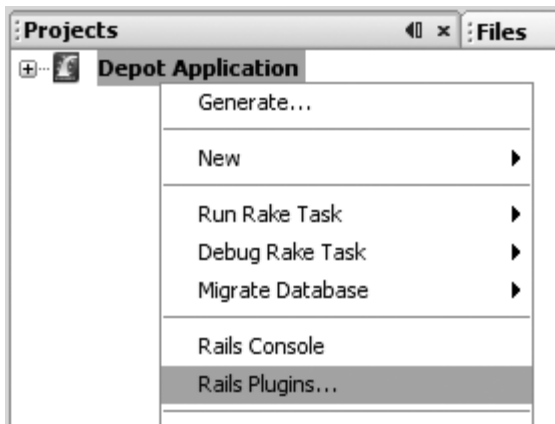 Projects
Files
Depot Application
Generate...
New
Run Rake Task
Debug Rake Task
Migrate Database
Rails Console
Rails Plugins...